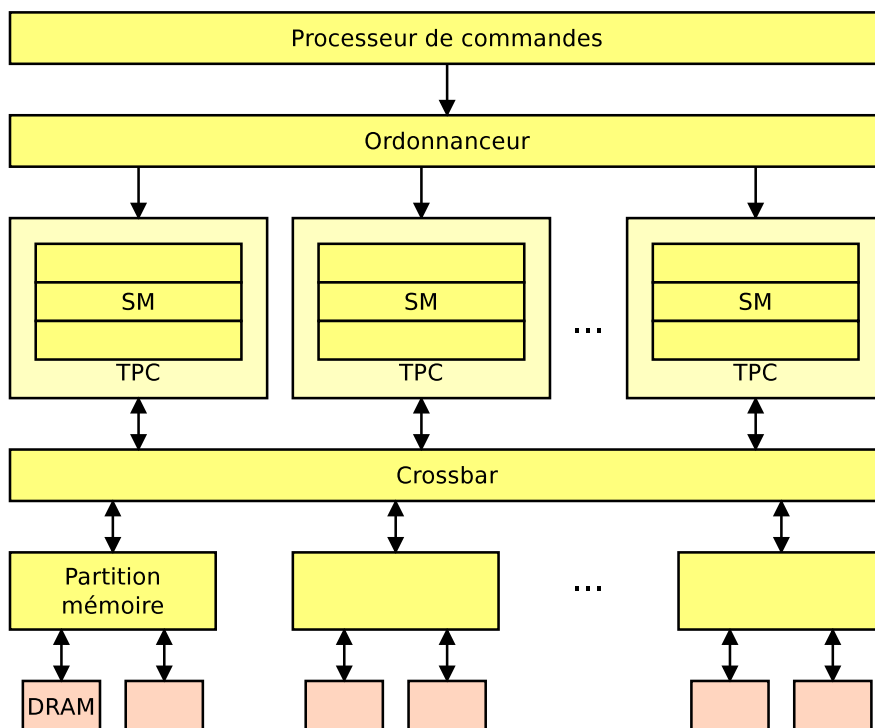 Processeur de commandes
Ordonnanceur
SM
SM
SM
...
TPC
TPC
TPC
Crossbar
Partition
mémoire
...
DRAM